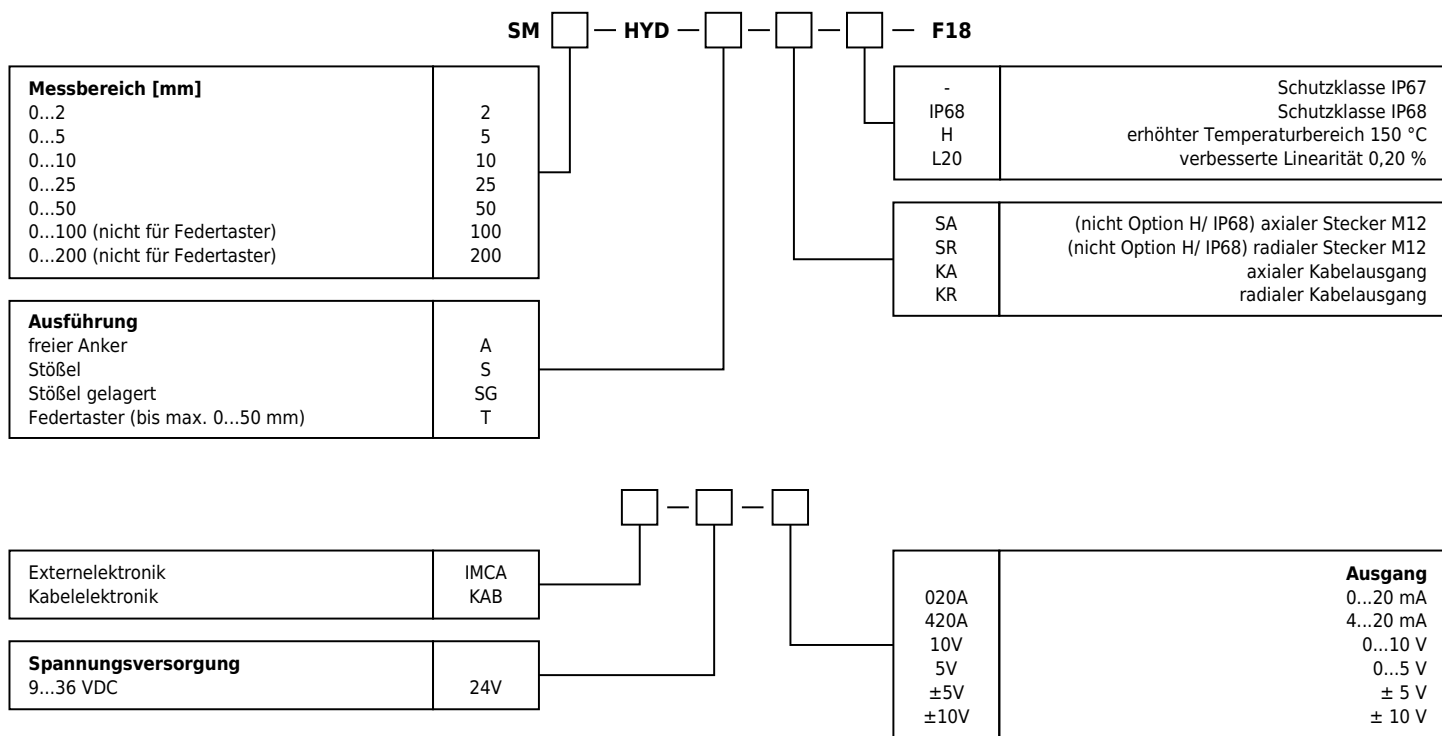 SM — HYD — — — F18
Messbereich [mm]
0...2 2
0...5 5
0...10 10
0...25 25
0...50 50
0...100 (nicht für Federtaster) 100
0...200 (nicht für Federtaster) 200
- Schutzklasse IP67
IP68 Schutzklasse IP68
H erhöhter Temperaturbereich 150 °C
L20 verbesserte Linearität 0,20 %
SA (nicht Option H/ IP68) axialer Stecker M12
SR (nicht Option H/ IP68) radialer Stecker M12
KA axialer Kabelausgang
KR radialer Kabelausgang
Ausführung
freier Anker A
Stößel S
Stößel gelagert SG
Federtaster (bis max. 0...50 mm) T
— —
Externelektronik IMCA
Kabelelektronik KAB
Spannungsversorgung
9...36 VDC 24V
Ausgang
020A 0...20 mA
420A 4...20 mA
10V 0...10 V
5V 0...5 V
±5V ± 5 V
±10V ± 10 V